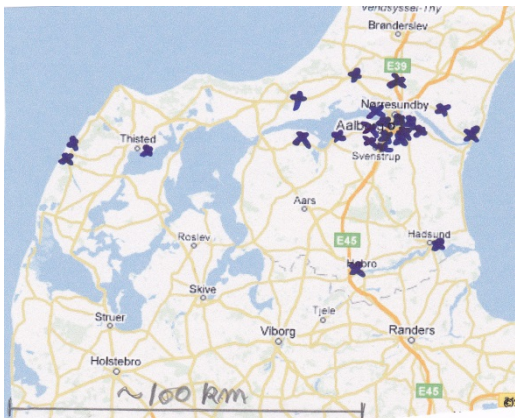 Vendsyssel-Thy
Brønderslev
E39
Nørresundby
Aalborg
Thisted
Svenstrup
Aars
Roslev
E45
Hadsund
Hobro
Skive
Tjele
Struer
Viborg
Randers
Holstebro
E45
~100 km